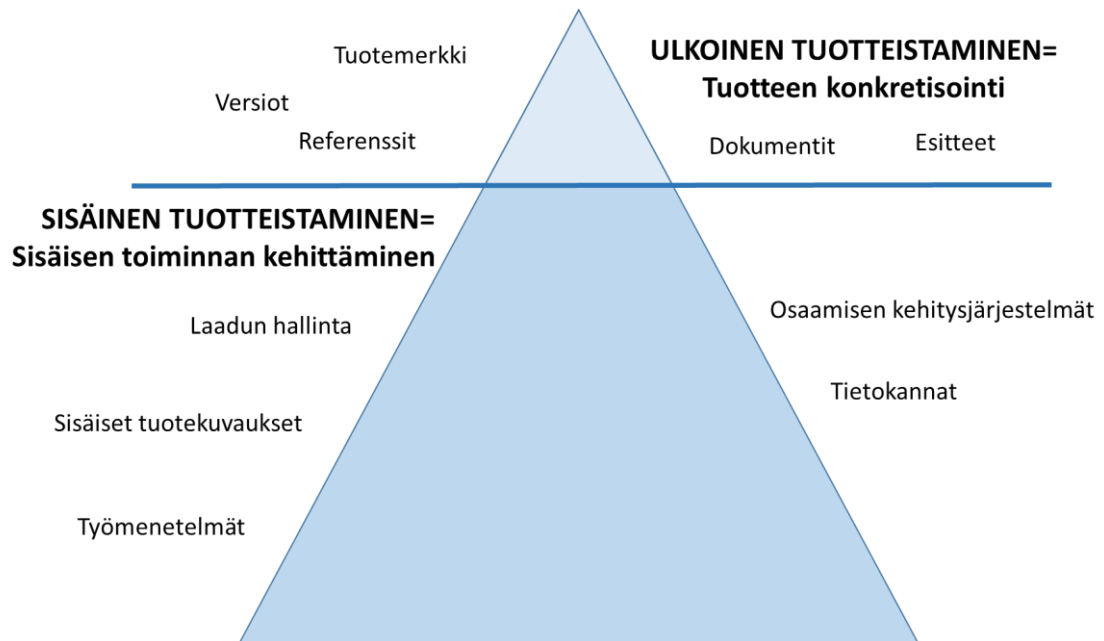 Tuotemerkki
Versiot
Referenssit
ULKOINEN TUOTTEISTAMINEN=
Tuotteen konkretisointi
Dokumentit
Esitteet
SISÄINEN TUOTTEISTAMINEN=
Sisäisen toiminnan kehittäminen
Laadun hallinta
Sisäiset tuotekuvaukset
Työmenetelmät
Osaamisen kehitysjärjestelmät
Tietokannat